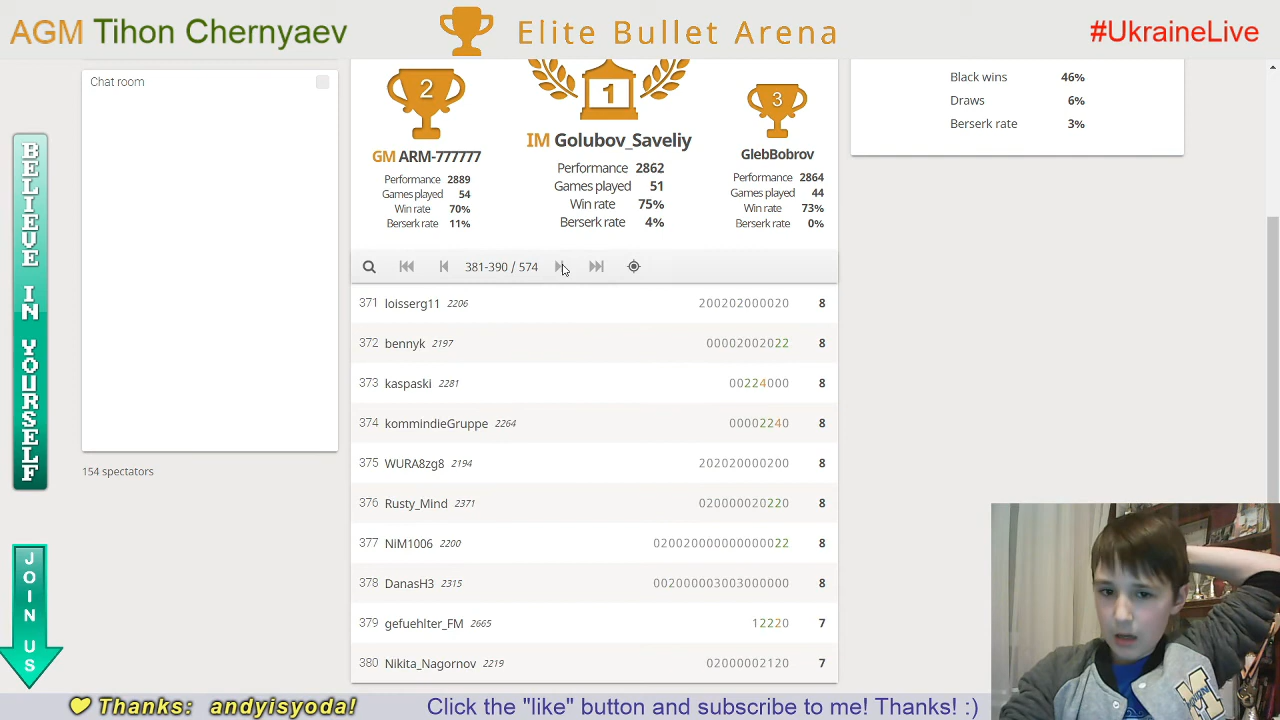 AGM Tihon Chernyaev
Elite Bullet Arena
#UkraineLive
Chat room
154 spectators
BELIEVE IN YOURSELF
JOIN US
2
GM ARM-777777
Performance 2889
Games played 54
Win rate 70%
Berserk rate 11%
1
IM Golubov_Saveliy
Performance 2862
Games played 51
Win rate 75%
Berserk rate 4%
3
GlebBobrov
Performance 2864
Games played 44
Win rate 73%
Berserk rate 0%
Black wins 46%
Draws 6%
Berserk rate 3%
381-390 / 574
371 loisserg11 2206 200202000020 8
372 bennyk 2197 00002002022 8
373 kaspaski 2281 00224000 8
374 kommindieGruppe 2264 00002240 8
375 WURA8zg8 2194 202020000200 8
376 Rusty_Mind 2371 02000020220 8
377 NiM1006 2200 020020000000000022 8
378 DanasH3 2315 00200003003000000 8
379 gefuehlter_FM 2665 12220 7
380 Nikita_Nagornov 2219 02000002120 7
M
Thanks: andyisyoda!
Click the "like" button and subscribe to me! Thanks! :)